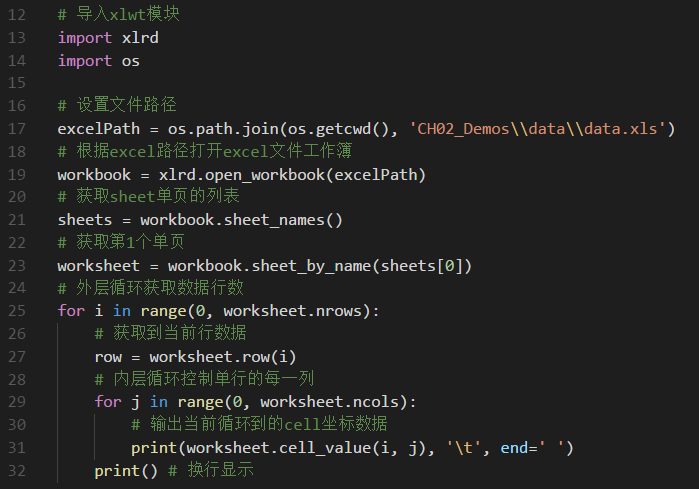 12 # 导入xlwt模块
13 import xlrd
14 import os
15
16 # 设置文件路径
17 excelPath = os.path.join(os.getcwd(), 'CH02_Demos\\data\\data.xls')
18 # 根据excel路径打开excel文件工作簿
19 workbook = xlrd.open_workbook(excelPath)
20 # 获取sheet单页的列表
21 sheets = workbook.sheet_names()
22 # 获取第1个单页
23 worksheet = workbook.sheet_by_name(sheets[0])
24 # 外层循环获取数据行数
25 for i in range(0, worksheet.nrows):
26     # 获取到当前行数据
27     row = worksheet.row(i)
28     # 内层循环控制单行的每一列
29     for j in range(0, worksheet.ncols):
30         # 输出当前循环到的cell坐标数据
31         print(worksheet.cell_value(i, j), '\t', end=' ')
32     print() # 换行显示